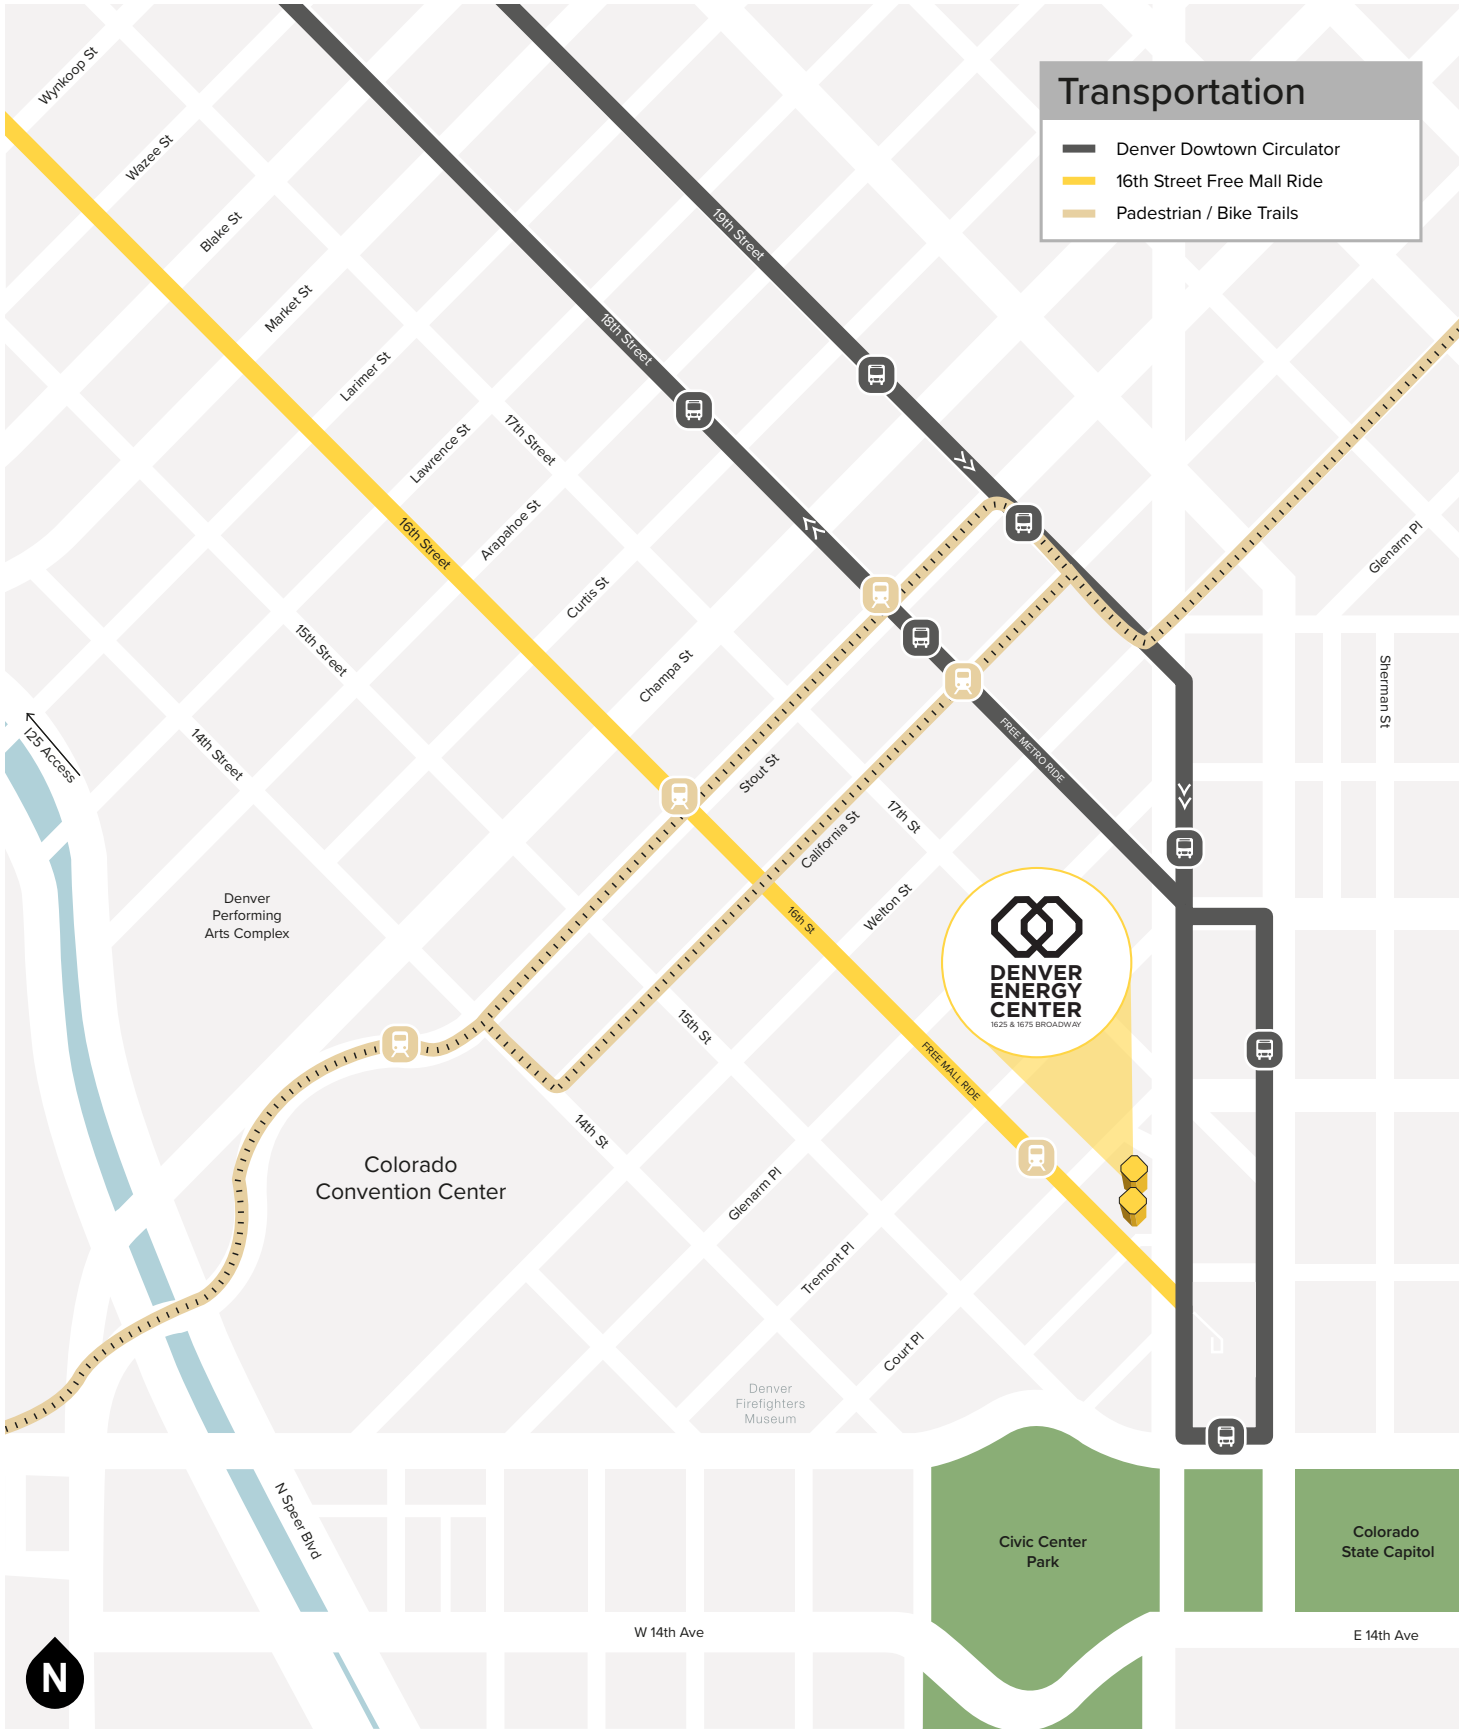 Transportation
Denver Dowtown Circulator
16th Street Free Mall Ride
Padestrian / Bike Trails
Wynkoop St
Wazee St
Blake St
Market St
Larimer St
Lawrence St
Arapahoe St
Curtis St
Champa St
Stout St
California St
Welton St
Glenarm Pl
Tremont Pl
Court Pl
19th Street
18th Street
17th Street
16th Street
15th Street
14th Street
I25 Access
FREE METRO RIDE
17th St
16th St
15th St
14th St
FREE MALL RIDE
Glenarm Pl
Sherman St
Denver
Performing
Arts Complex
DENVER
ENERGY
CENTER
1625 & 1675 BROADWAY
Colorado
Convention Center
Denver
Firefighters
Museum
N Speer Blvd
Civic Center
Park
Colorado
State Capitol
W 14th Ave
E 14th Ave
N